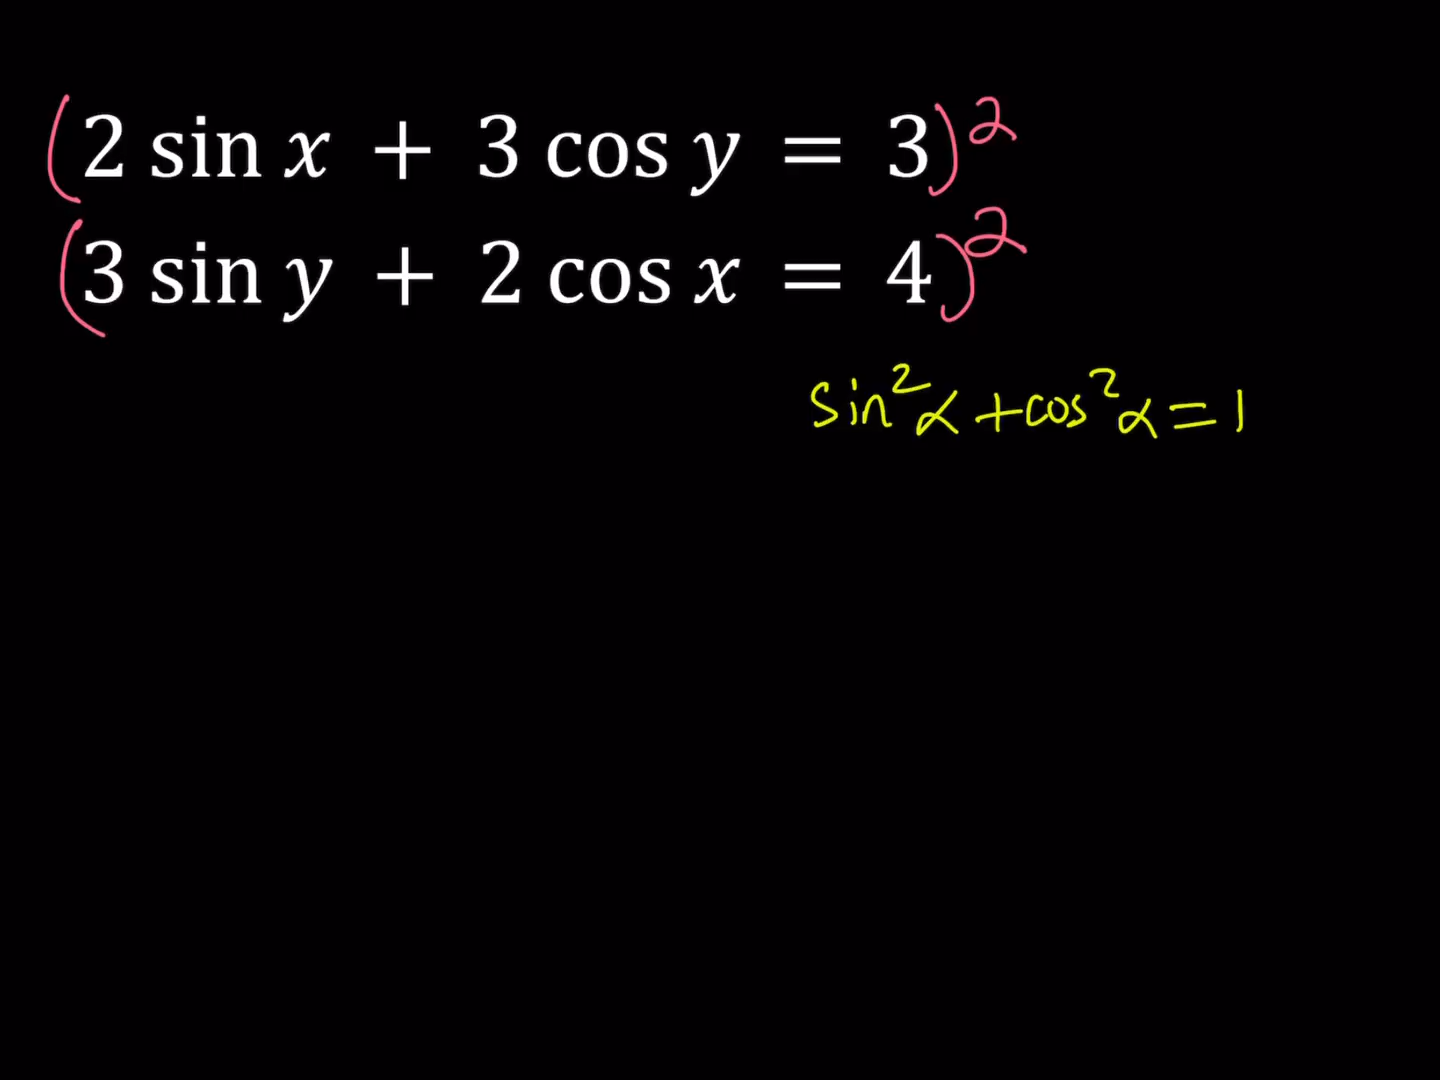 (2 sin x + 3 cos y = 3)²
(3 sin y + 2 cos x = 4)²
sin²α + cos²α = 1